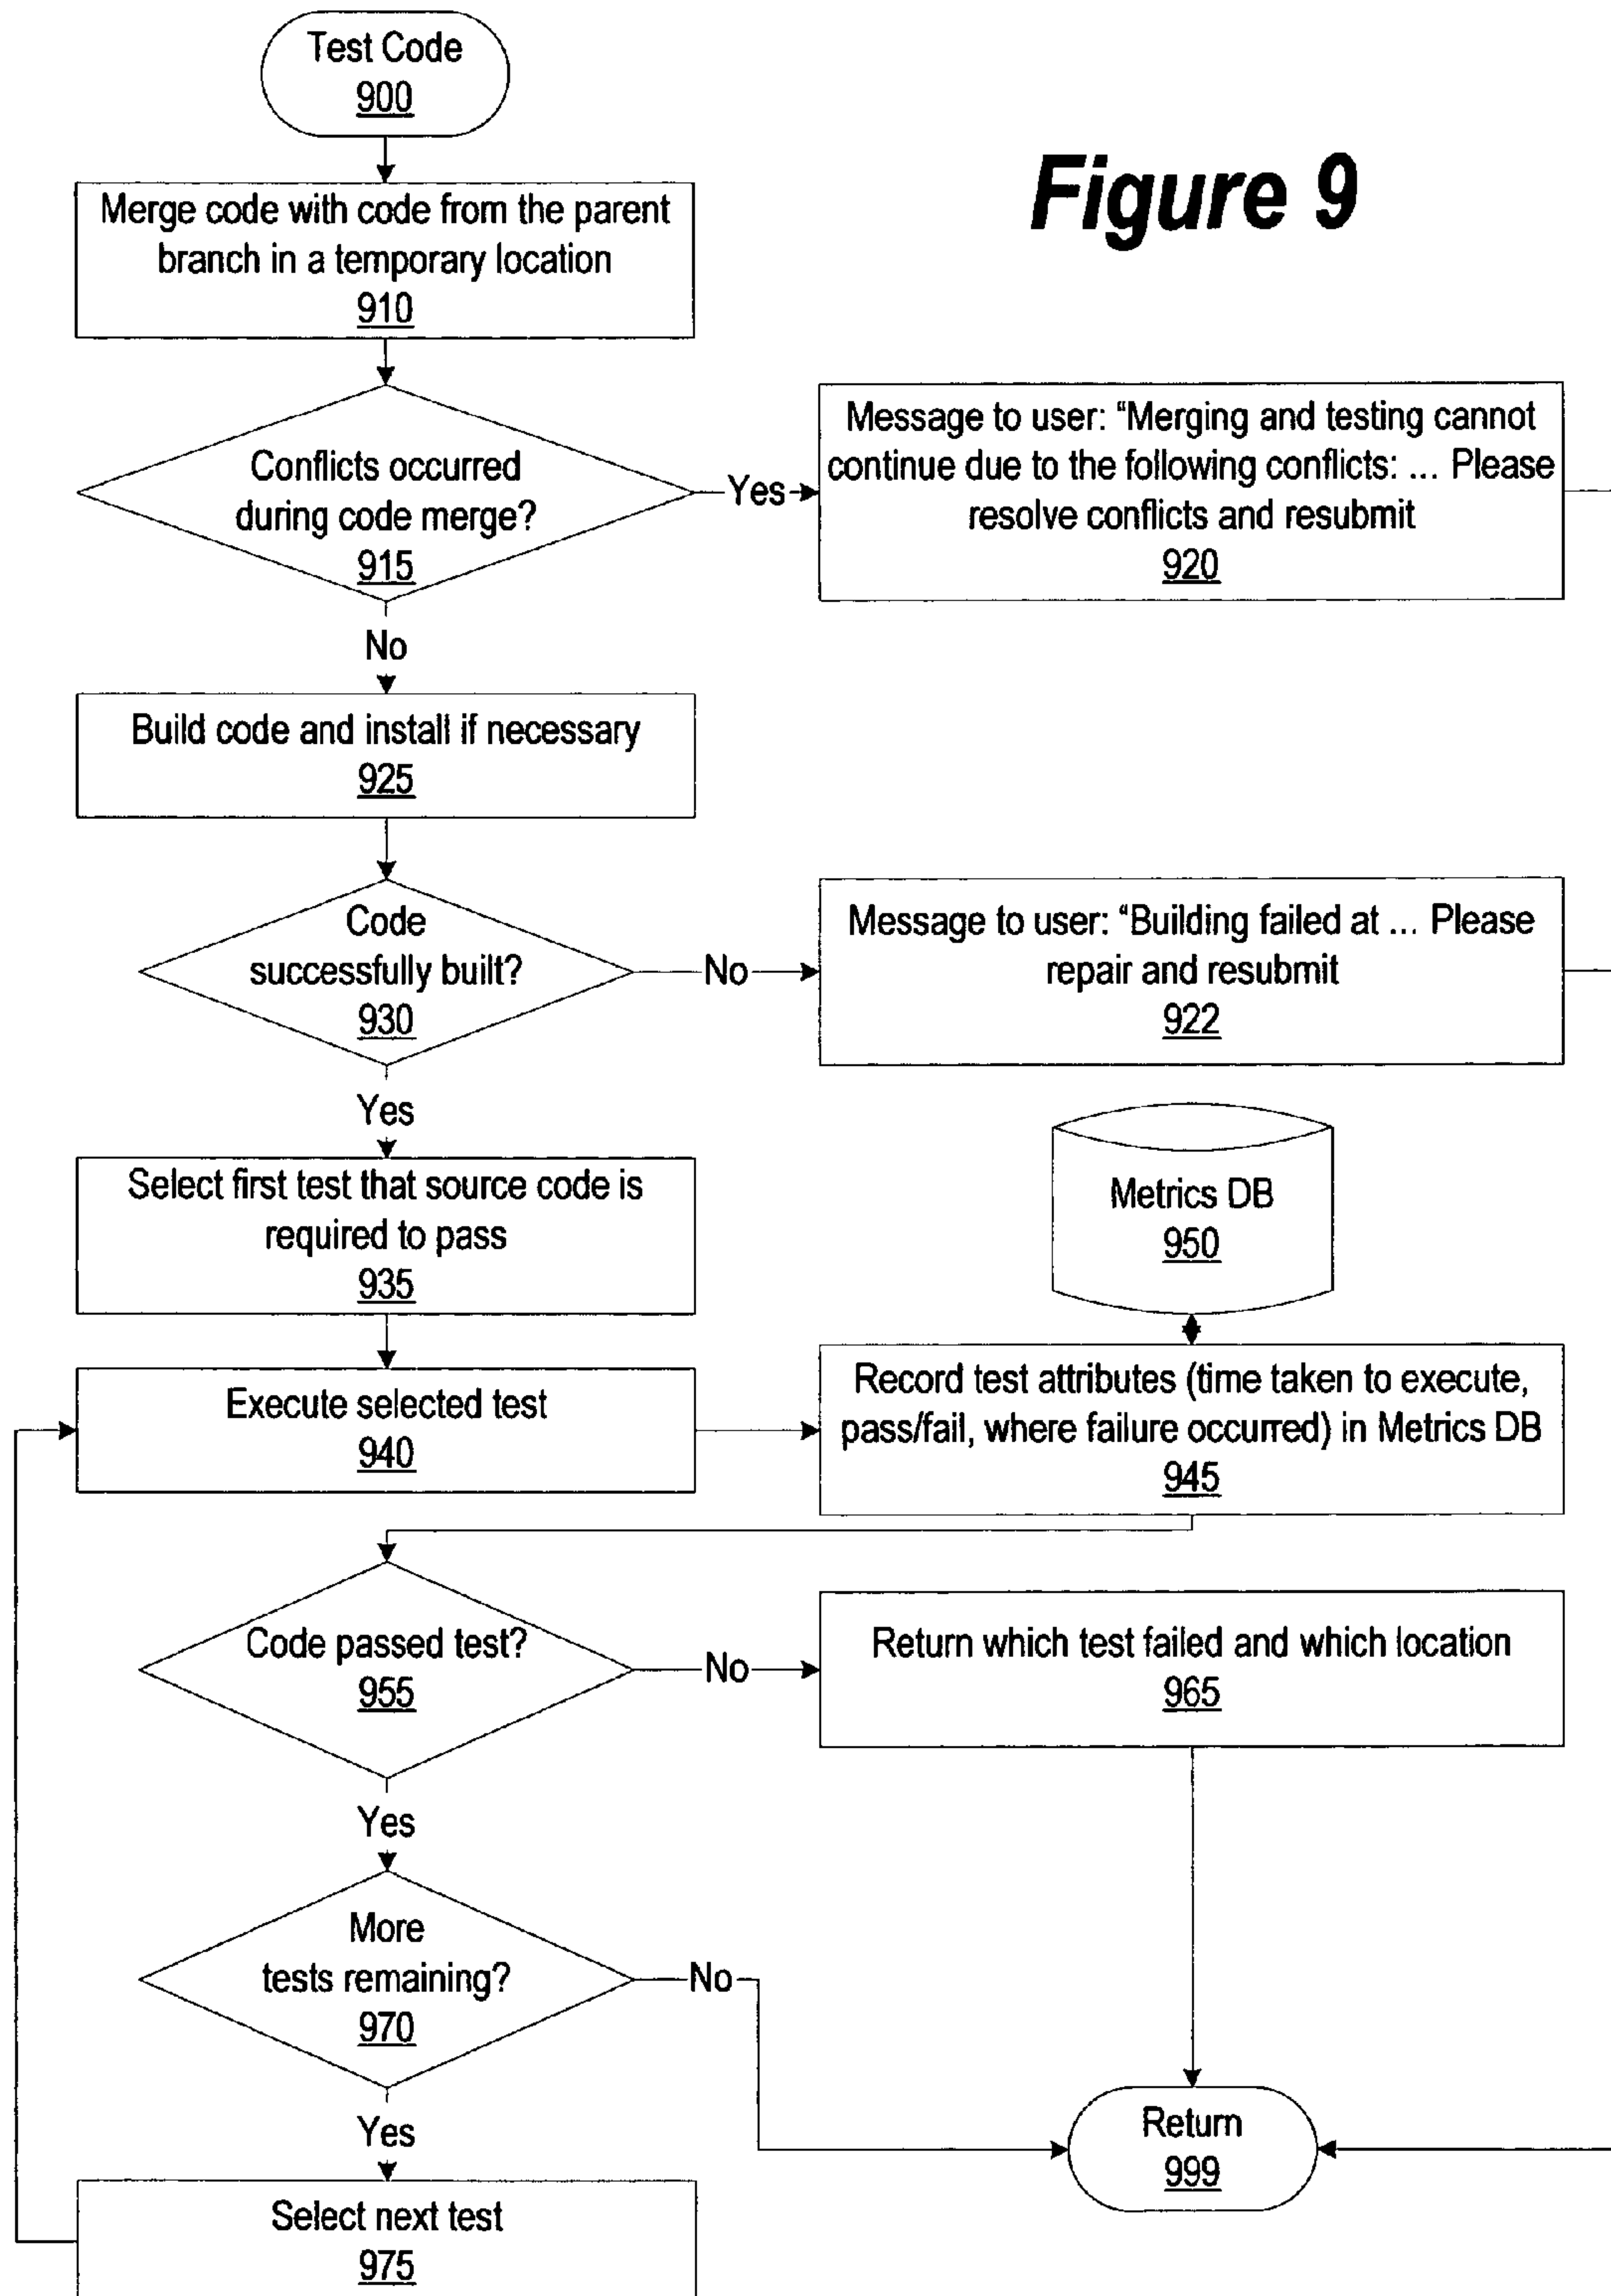 Test Code
900
Figure 9
Merge code with code from the parent
branch in a temporary location
910
Conflicts occurred
during code merge?
915
Yes
Message to user: “Merging and testing cannot
continue due to the following conflicts: ... Please
resolve conflicts and resubmit
920
No
Build code and install if necessary
925
Code
successfully built?
930
No
Message to user: “Building failed at ... Please
repair and resubmit
922
Yes
Select first test that source code is
required to pass
935
Metrics DB
950
Execute selected test
940
Record test attributes (time taken to execute,
pass/fail, where failure occurred) in Metrics DB
945
Code passed test?
955
No
Return which test failed and which location
965
Yes
More
tests remaining?
970
No
Yes
Return
999
Select next test
975